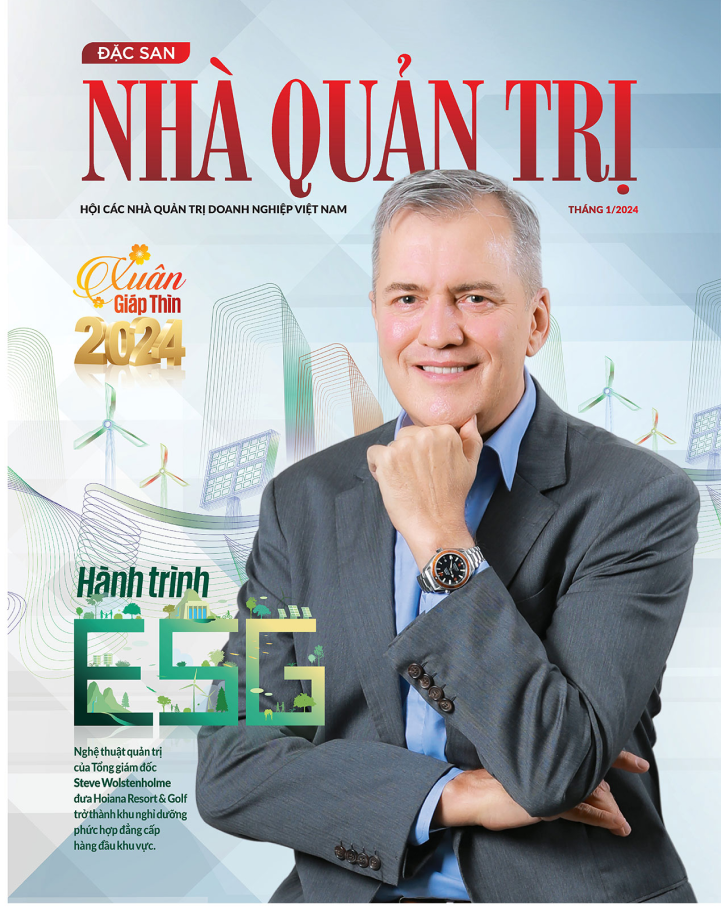 ĐẶC SAN
NHÀ QUẢN TRỊ
HỘI CÁC NHÀ QUẢN TRỊ DOANH NGHIỆP VIỆT NAM
THÁNG 1/2024
Xuân
Giáp Thìn
2024
Hành trình
ESG
Nghệ thuật quản trị
của Tổng giám đốc
Steve Wolstenholme
đưa Hoiana Resort & Golf
trở thành khu nghỉ dưỡng
phức hợp đẳng cấp
hàng đầu khu vực.